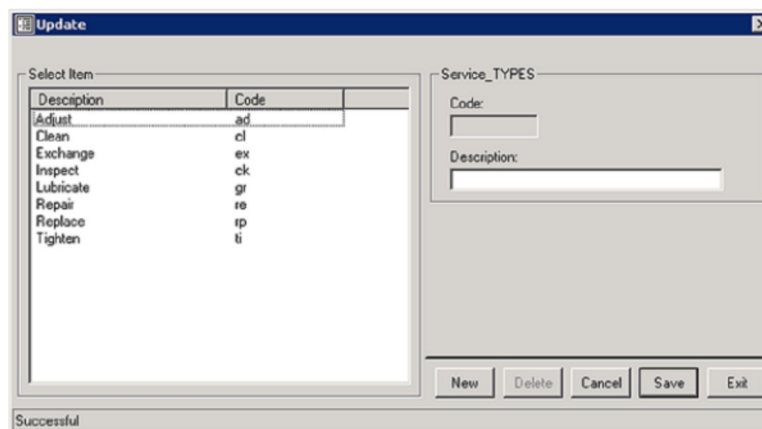 Update
Select Item
Description Code
Adjust ad
Clean cl
Exchange ex
Inspect ck
Lubricate gr
Repair re
Replace rp
Tighten ti
Service_TYPES
Code:
Description:
New Delete Cancel Save Exit
Successful